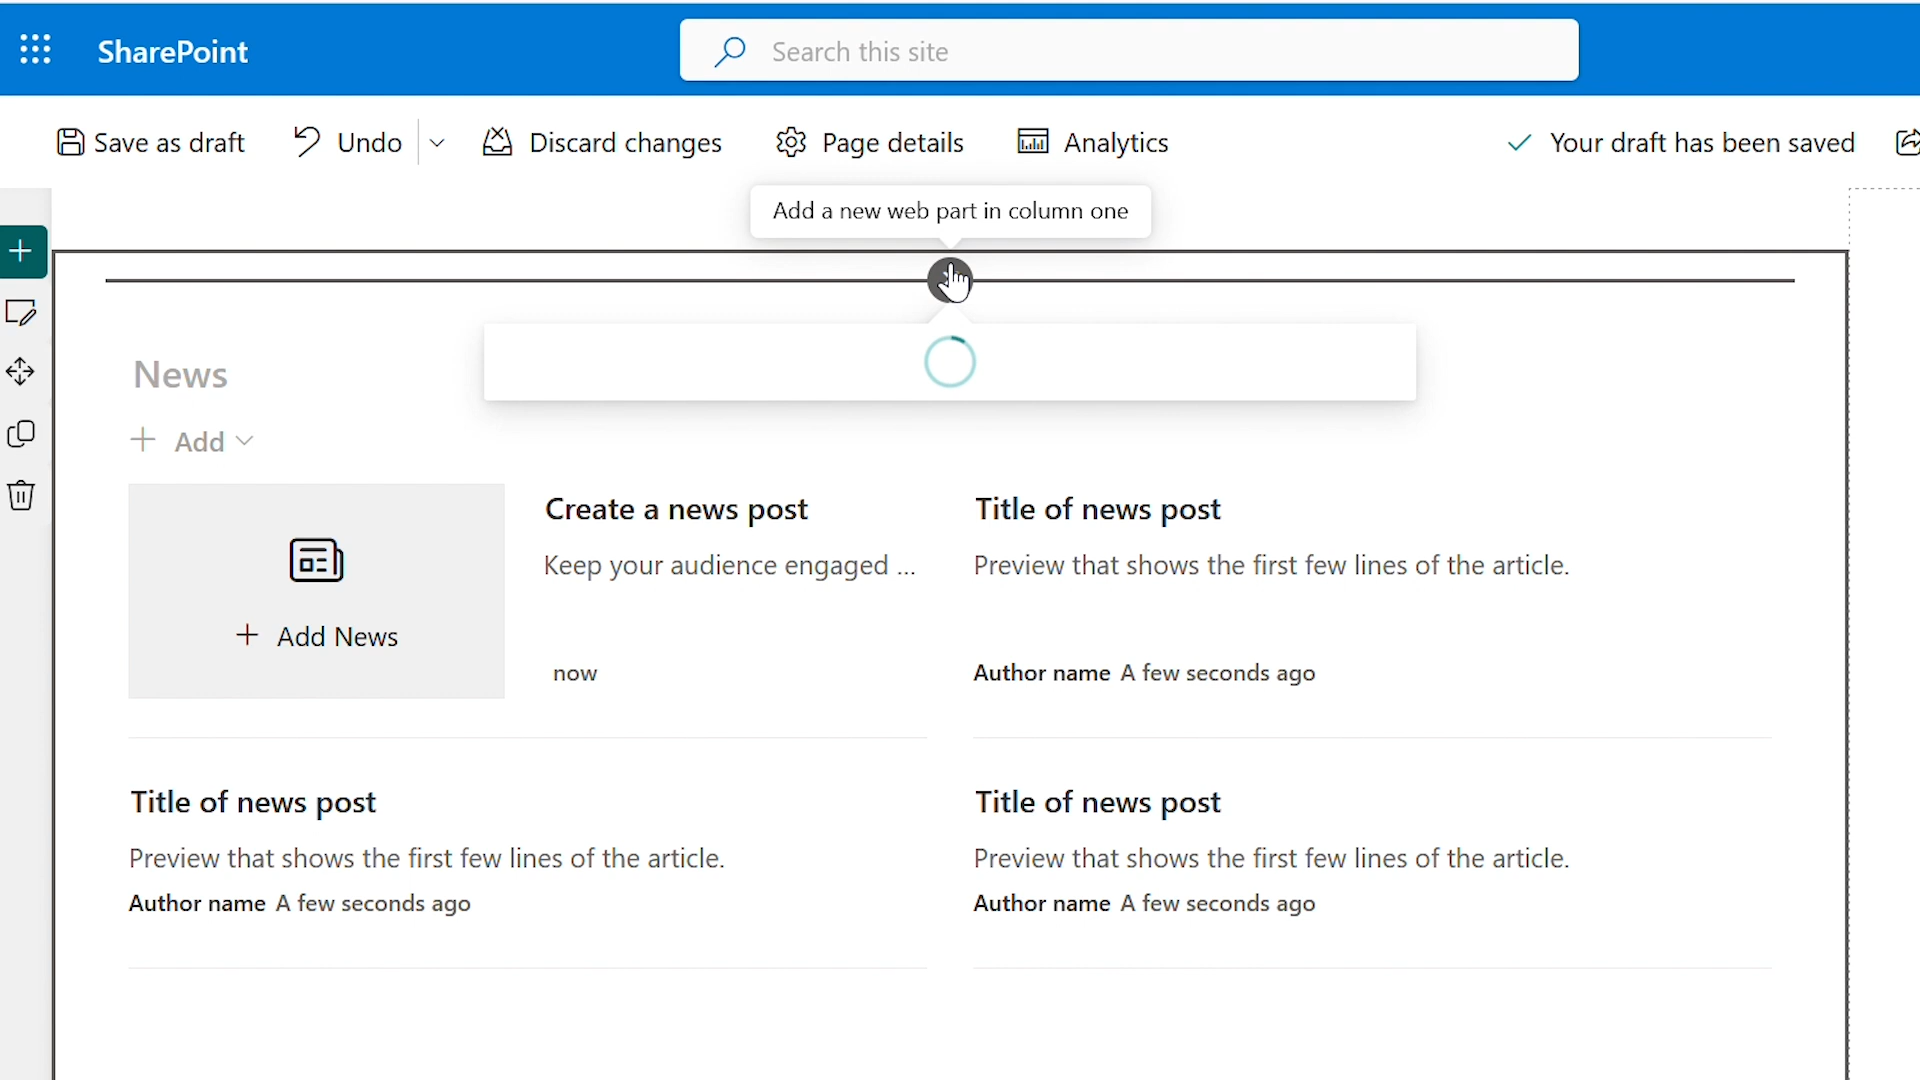 SharePoint
Search this site
Save as draft
Undo
Discard changes
Page details
Analytics
Your draft has been saved
Add a new web part in column one
News
Add
Create a news post
Keep your audience engaged ...
Add News
now
Title of news post
Preview that shows the first few lines of the article.
Author name A few seconds ago
Title of news post
Preview that shows the first few lines of the article.
Author name A few seconds ago
Title of news post
Preview that shows the first few lines of the article.
Author name A few seconds ago